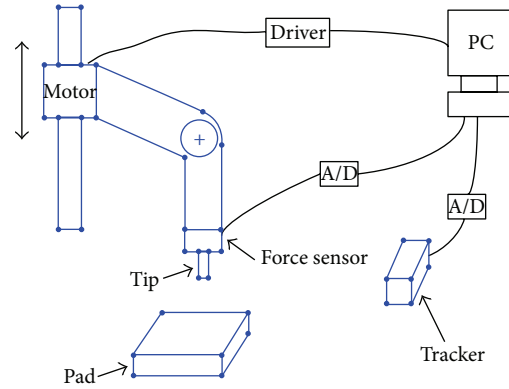 Driver
PC
Motor
A/D
A/D
Force sensor
Tip
Tracker
Pad